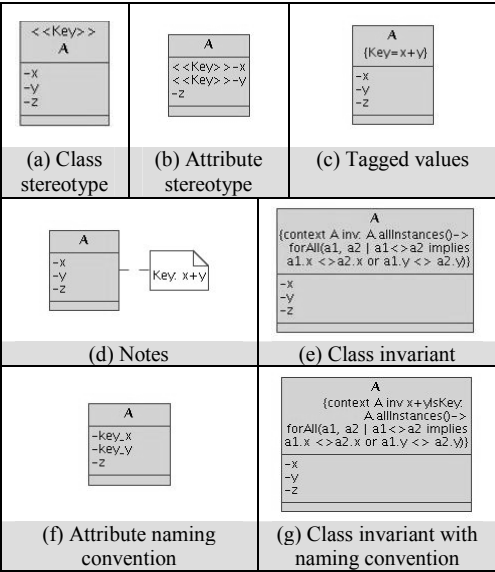 <<Key>>
A
-x
-y
-z
(a) Class
stereotype
A
<<Key>>-x
<<Key>>-y
-z
(b) Attribute
stereotype
A
{Key=x+y}
-x
-y
-z
(c) Tagged values
A
-x
-y
-z
Key: x+y
(d) Notes
A
{context A inv: A.allInstances()->
forAll(a1, a2 | a1<>a2 implies
a1.x <>a2.x or a1.y <> a2.y)}
-x
-y
-z
(e) Class invariant
A
-key_x
-key_y
-z
(f) Attribute naming
convention
A
{context A inv x+yIsKey:
A.allInstances()->
forAll(a1, a2 | a1<>a2 implies
a1.x <>a2.x or a1.y <> a2.y)}
-x
-y
-z
(g) Class invariant with
naming convention